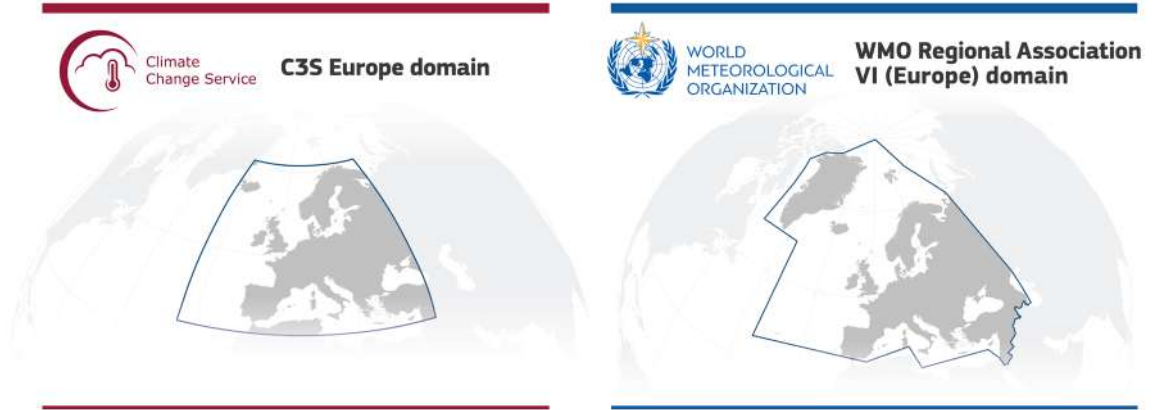 Climate
Change Service
C3S Europe domain
WORLD
METEOROLOGICAL
ORGANIZATION
WMO Regional Association
VI (Europe) domain